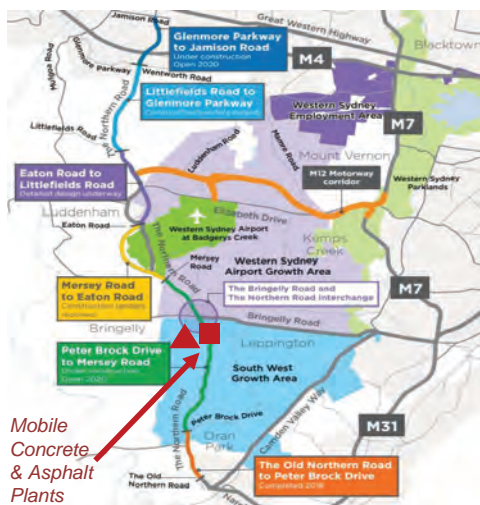 Jamison Road
Glenmore Parkway
to Jamison Road
Under construction
Open 2020
Great Western Highway
Blacktown
M4
Mulgoa Road
Glenmore Parkway
Wentworth Road
Littlefields Road
to Glenmore Parkway
The Northern Road
Western Sydney
Employment Area
M7
Littlefields Road
Luddenham Road
Mamre Road
Mount Vernon
Eaton Road to
Littlefields Road
Detailed design underway
M12 Motorway
corridor
Western Sydney
Parklands
Luddenham
Elizabeth Drive
Eaton Road
Western Sydney Airport
at Badgerys Creek
Kemps
Creek
The Northern Road
Mersey
Road
Western Sydney
Airport Growth Area
Mersey Road
to Eaton Road
Construction tenders
received
M7
The Bringelly Road and
The Northern Road interchange
Bringelly
Bringelly Road
Leppington
Peter Brock Drive
to Mersey Road
Under construction
Open 2020
South West
Growth Area
Mobile
Concrete
& Asphalt
Plants
The Northern Road
Peter Brock Drive
Oran
Park
Camden Valley Way
M31
The Old
Northern Road
The Old Northern Road
to Peter Brock Drive
Completed 2018